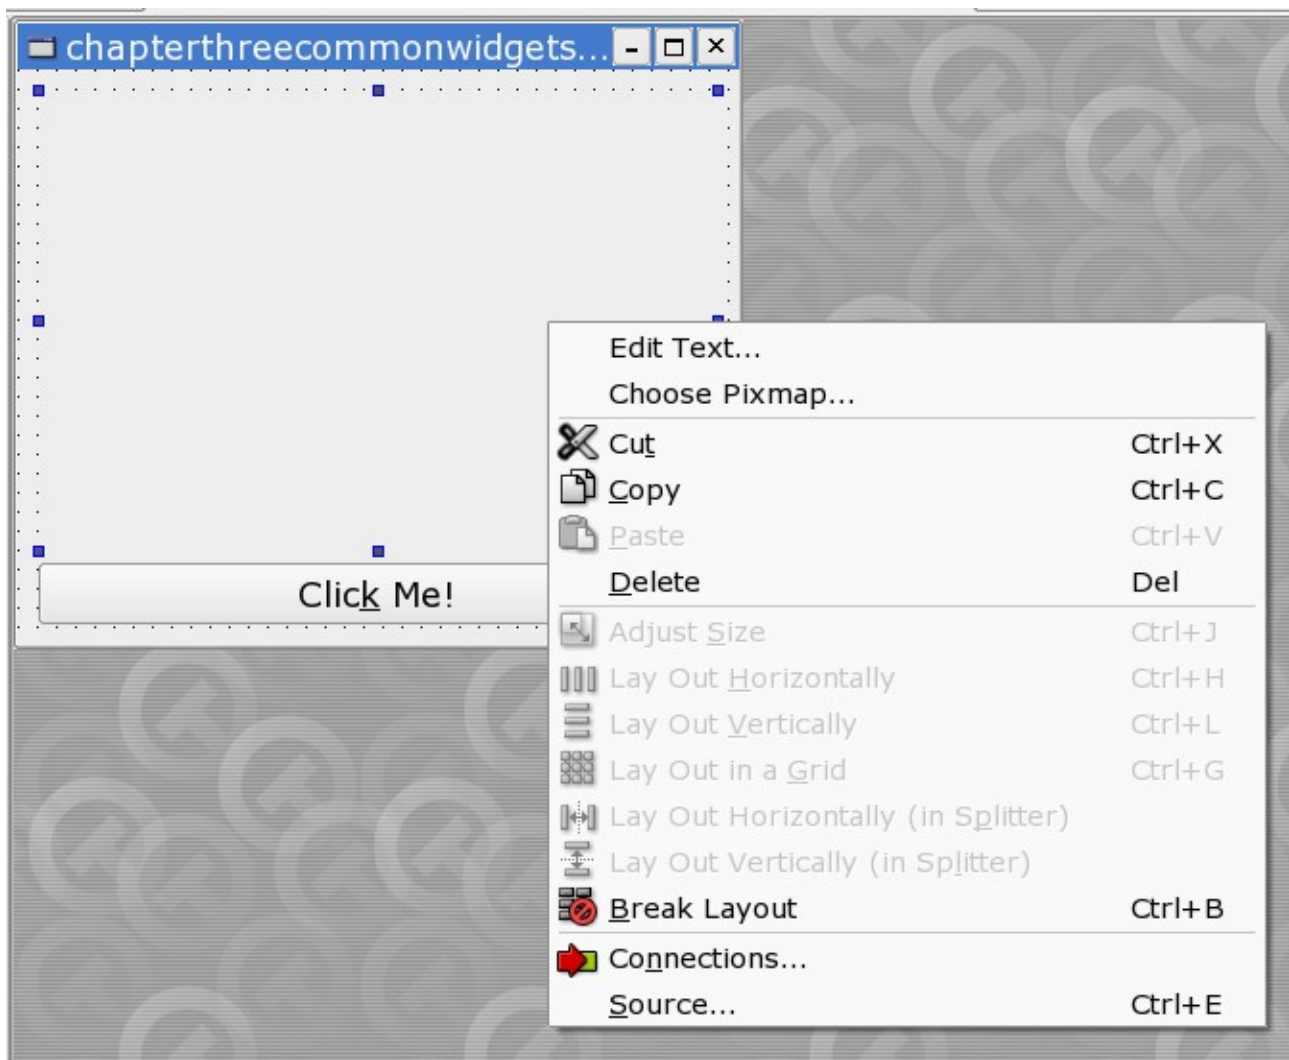 chapterthreecommonwidgets...
Edit Text...
Choose Pixmap...
Cut Ctrl+X
Copy Ctrl+C
Paste Ctrl+V
Delete Del
Click Me!
Adjust Size Ctrl+J
Lay Out Horizontally Ctrl+H
Lay Out Vertically Ctrl+L
Lay Out in a Grid Ctrl+G
Lay Out Horizontally (in Splitter)
Lay Out Vertically (in Splitter)
Break Layout Ctrl+B
Connections...
Source... Ctrl+E